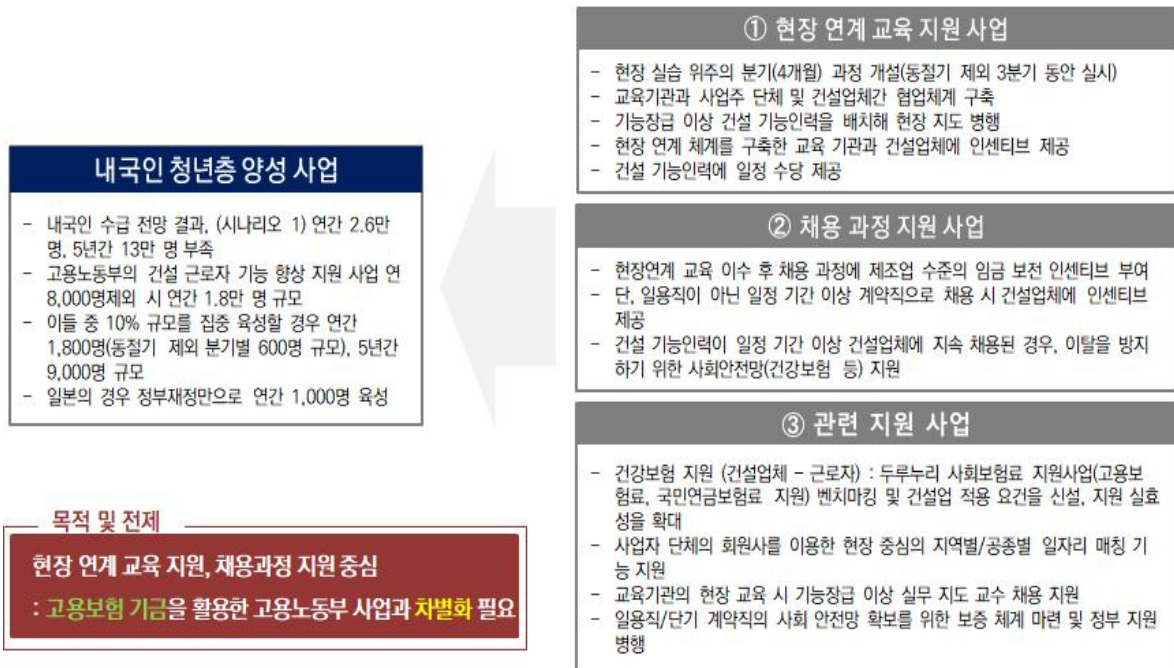 내국인 청년층 양성 사업
- 내국인 수급 전망 결과, (시나리오 1) 연간 2.6만
명, 5년간 13만 명 부족
- 고용노동부의 건설 근로자 기능 향상 지원 사업 연
8,000명제외 시 연간 1.8만 명 규모
- 이들 중 10% 규모를 집중 육성할 경우 연간
1,800명(동절기 제외 분기별 600명 규모), 5년간
9,000명 규모
- 일본의 경우 정부재정만으로 연간 1,000명 육성
목적 및 전제
현장 연계 교육 지원, 채용과정 지원 중심
: 고용보험 기금을 활용한 고용노동부 사업과 차별화 필요
① 현장 연계 교육 지원 사업
- 현장 실습 위주의 분기(4개월) 과정 개설(동절기 제외 3분기 동안 실시)
- 교육기관과 사업주 단체 및 건설업체간 협업체계 구축
- 기능장급 이상 건설 기능인력을 배치해 현장 지도 병행
- 현장 연계 체계를 구축한 교육 기관과 건설업체에 인센티브 제공
- 건설 기능인력에 일정 수당 제공
② 채용 과정 지원 사업
- 현장연계 교육 이수 후 채용 과정에 제조업 수준의 임금 보전 인센티브 부여
- 단, 일용직이 아닌 일정 기간 이상 계약직으로 채용 시 건설업체에 인센티브
제공
- 건설 기능인력이 일정 기간 이상 건설업체에 지속 채용된 경우, 이탈을 방지
하기 위한 사회안전망(건강보험 등) 지원
③ 관련 지원 사업
- 건강보험 지원 (건설업체 – 근로자) : 두루누리 사회보험료 지원사업(고용보
험료, 국민연금보험료 지원) 벤치마킹 및 건설업 적용 요건을 신설, 지원 실효
성을 확대
- 사업자 단체의 회원사를 이용한 현장 중심의 지역별/공종별 일자리 매칭 기
능 지원
- 교육기관의 현장 교육 시 기능장급 이상 실무 지도 교수 채용 지원
- 일용직/단기 계약직의 사회 안전망 확보를 위한 보증 체계 마련 및 정부 지원
병행